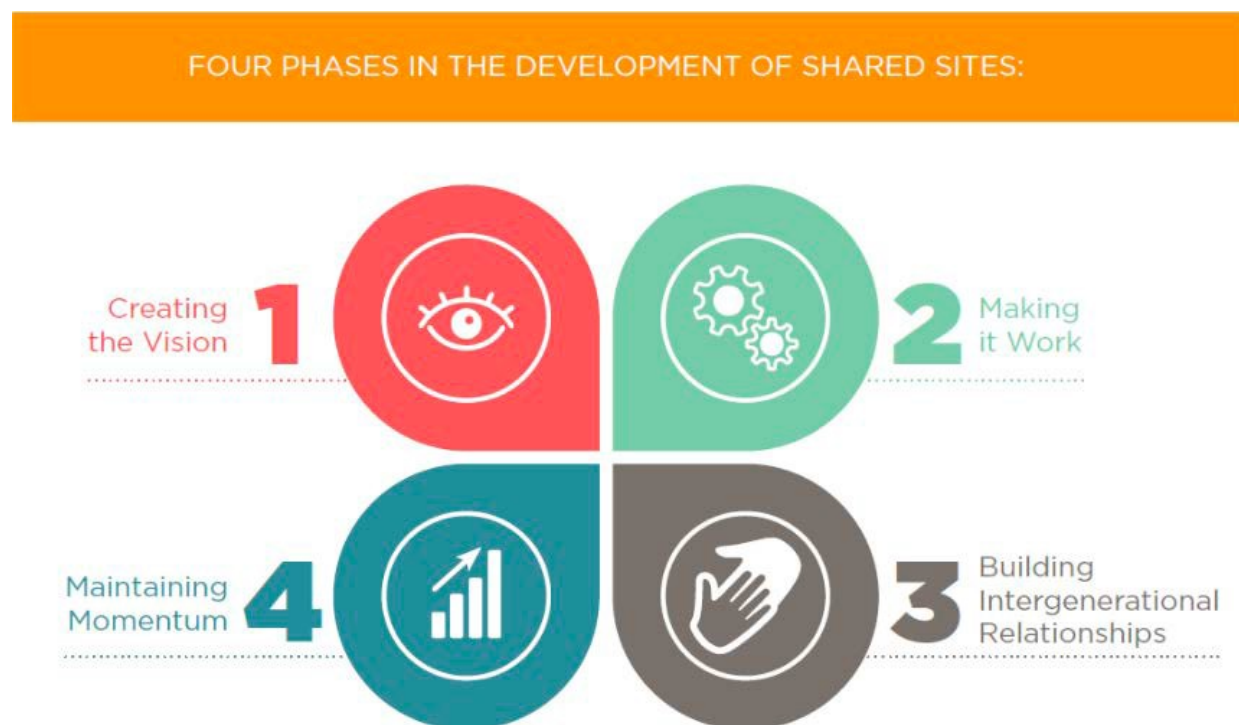 FOUR PHASES IN THE DEVELOPMENT OF SHARED SITES:
1
Creating
the Vision
2
Making
it Work
3
Building
Intergenerational
Relationships
4
Maintaining
Momentum